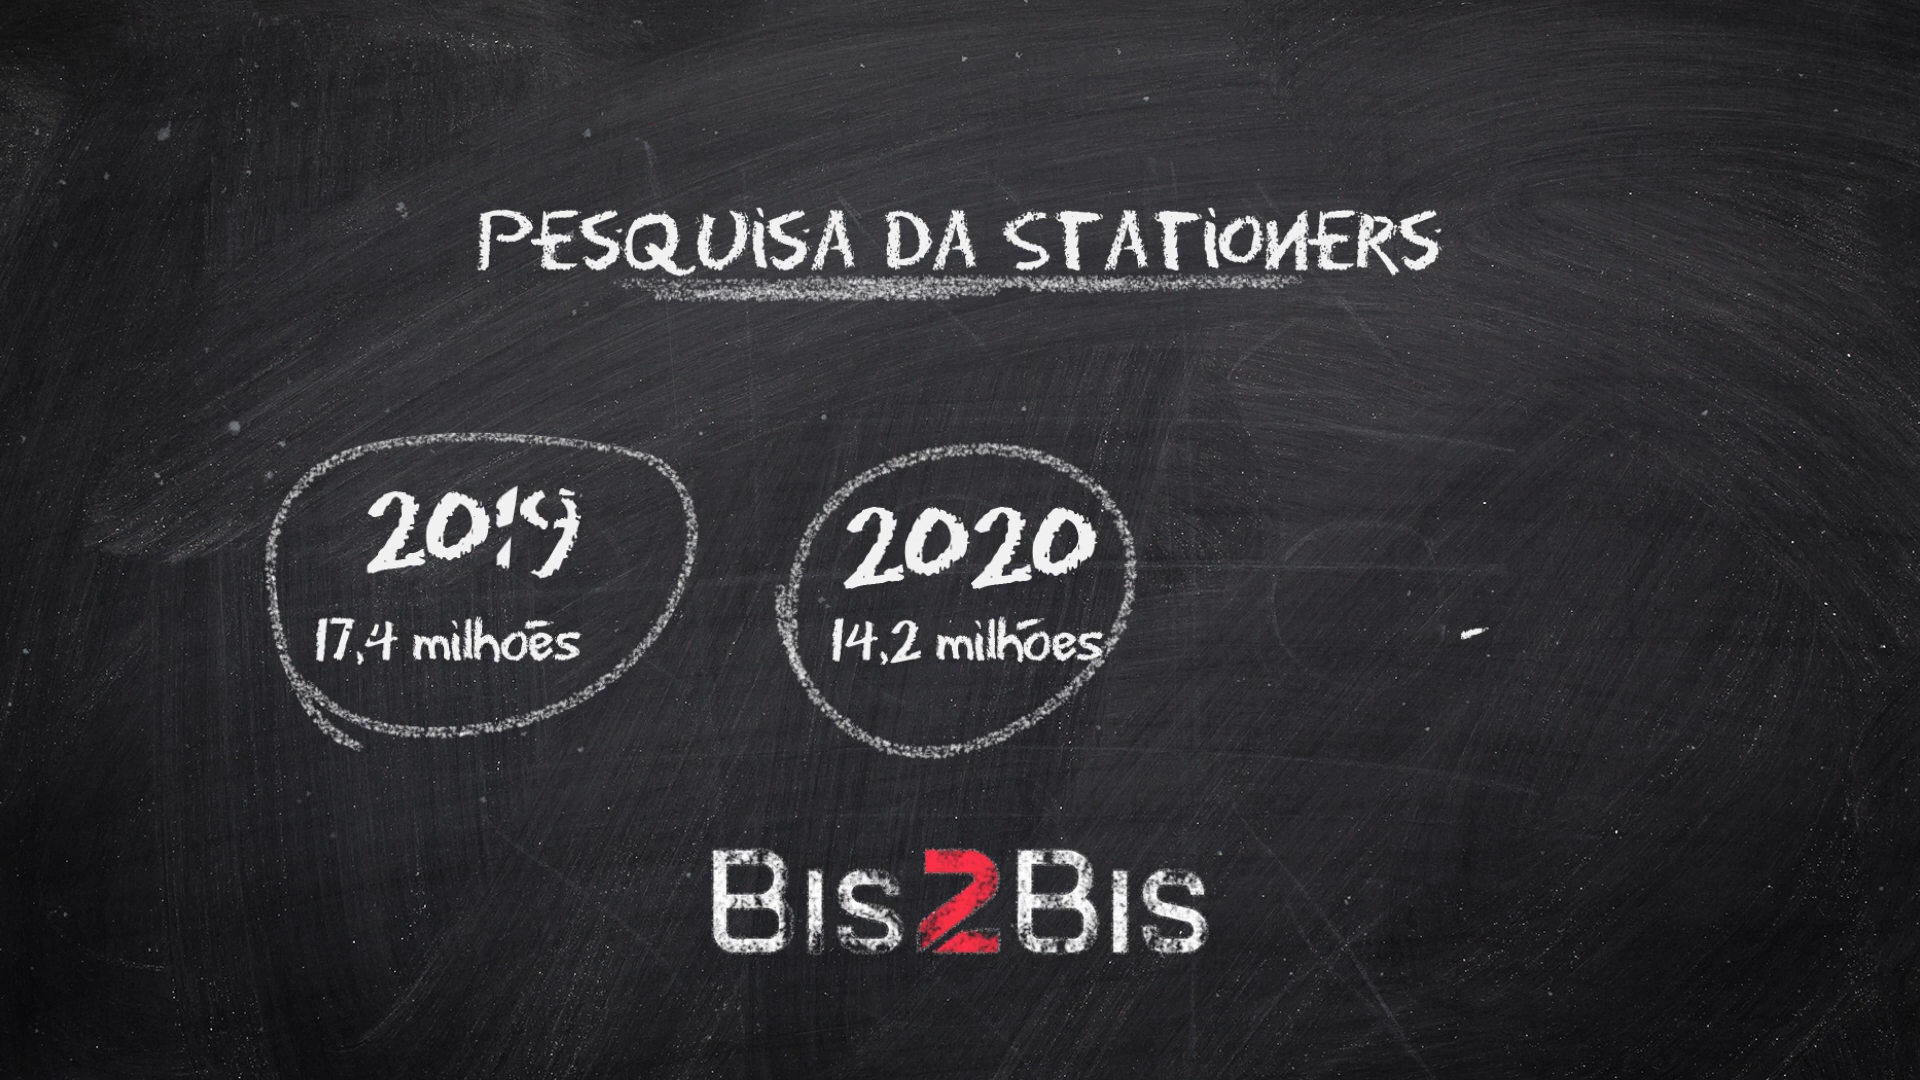 PESQUISA DA STATIONERS
2019
17,4 milhões
2020
14,2 milhões
Bis2Bis